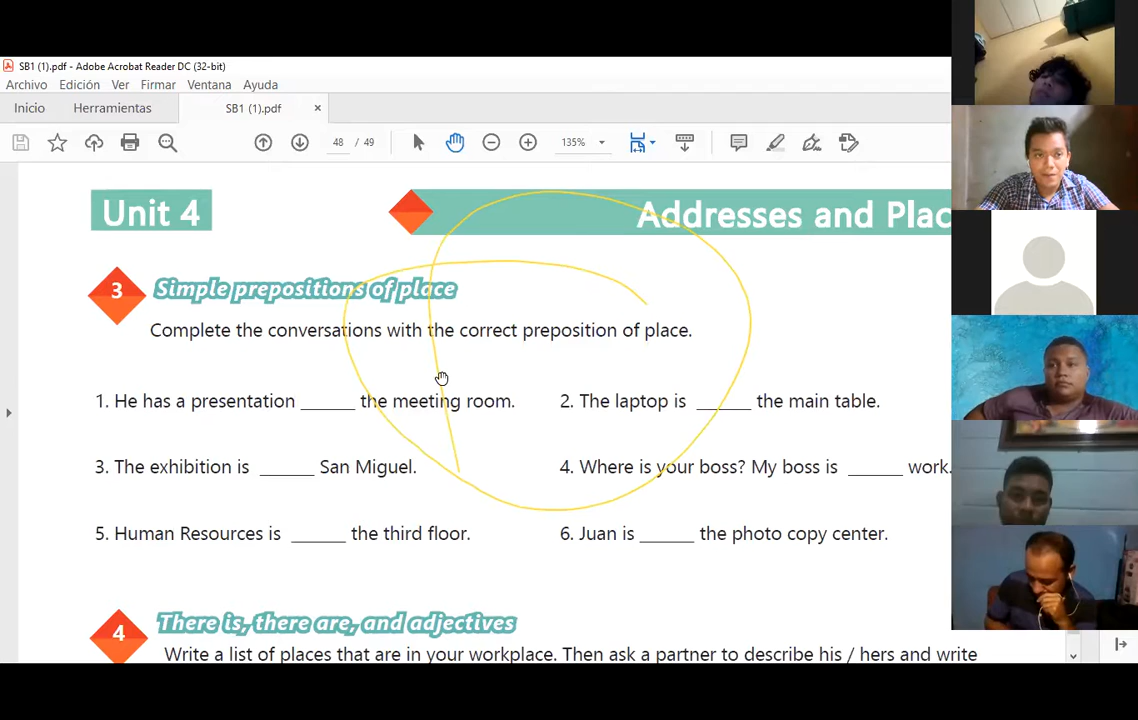 SB1 (1).pdf - Adobe Acrobat Reader DC (32-bit)
Archivo Edición Ver Firmar Ventana Ayuda
Inicio Herramientas SB1 (1).pdf ×
48 / 49 135%
Unit 4 Addresses and Plac
3 Simple prepositions of place
Complete the conversations with the correct preposition of place.
1. He has a presentation ______ the meeting room. 2. The laptop is ______ the main table.
3. The exhibition is ______ San Miguel. 4. Where is your boss? My boss is ______ work.
5. Human Resources is ______ the third floor. 6. Juan is ______ the photo copy center.
4 There is, there are, and adjectives
Write a list of places that are in your workplace. Then ask a partner to describe his / hers and write